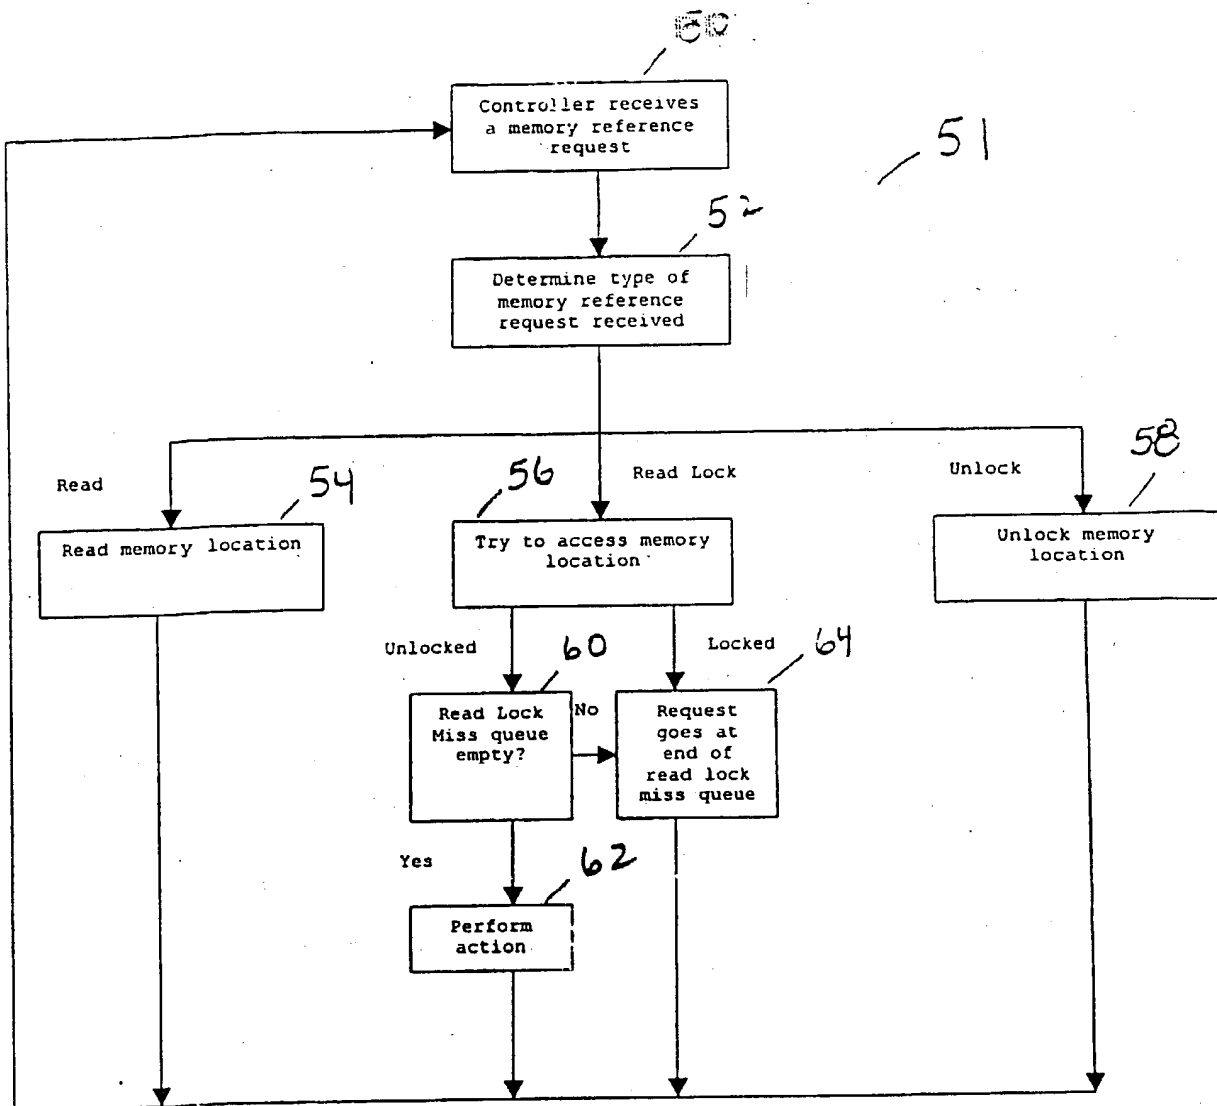 Controller receives
a memory reference
request
51
52
Determine type of
memory reference
request received
Read
54
56
Read Lock
Unlock
58
Read memory location
Try to access memory
location
Unlock memory
location
Unlocked
60
Locked
64
Read Lock
Miss queue
empty?
No
Request
goes at
end of
read lock
miss queue
Yes
62
Perform
action